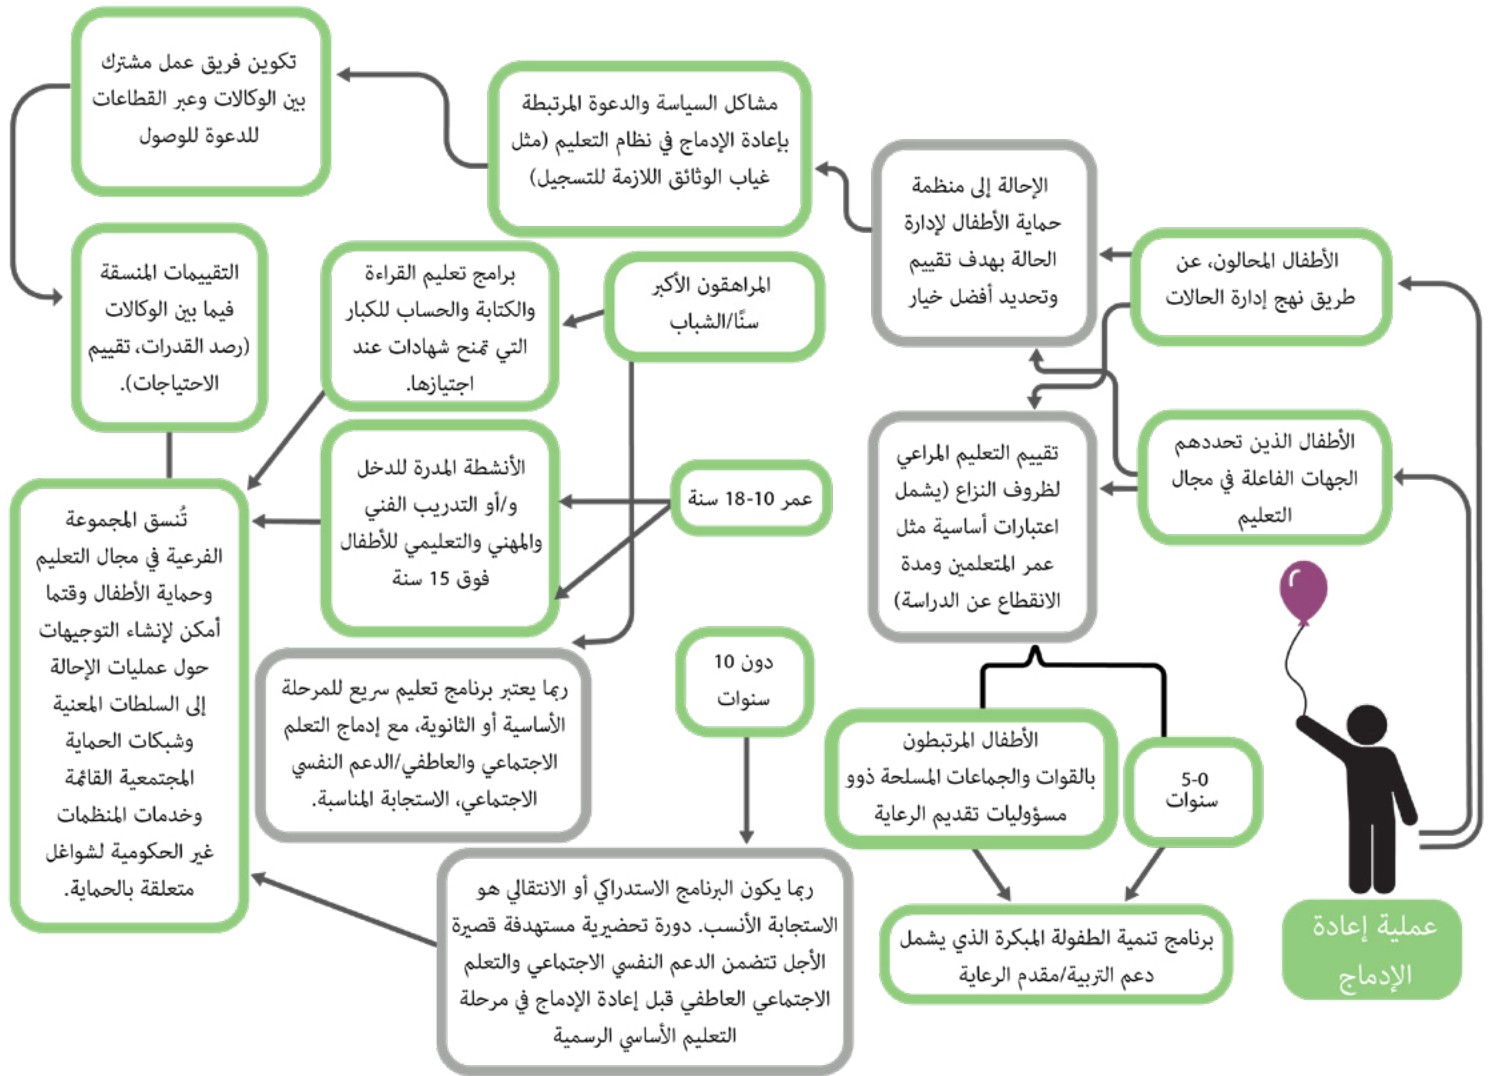 تكوين فريق عمل مشترك
بين الوكالات وعبر القطاعات
للدعوة للوصول
مشاكل السياسة والدعوة المرتبطة
بإعادة الإدماج في نظام التعليم (مثل
غياب الوثائق اللازمة للتسجيل)
الإحالة إلى منظمة
حماية الأطفال لإدارة
الحالة بهدف تقييم
وتحديد أفضل خيار
الأطفال المحالون، عن
طريق نهج إدارة الحالات
التقييمات المنسقة
فيما بين الوكالات
(رصد القدرات، تقييم
الاحتياجات).
برامج تعليم القراءة
والكتابة والحساب للكبار
التي تمنح شهادات عند
اجتيازها.
المراهقون الأكبر
سنًا/الشباب
تقييم التعليم المراعي
لظروف النزاع (يشمل
اعتبارات أساسية مثل
عمر المتعلمين ومدة
الانقطاع عن الدراسة)
الأطفال الذين تحددهم
الجهات الفاعلة في مجال
التعليم
الأنشطة المدرة للدخل
و/أو التدريب الفني
والمهني والتعليمي للأطفال
فوق 15 سنة
عمر 10-18 سنة
تُنسق المجموعة
الفرعية في مجال التعليم
وحماية الأطفال وقتما
أمكن لإنشاء التوجيهات
حول عمليات الإحالة
إلى السلطات المعنية
وشبكات الحماية
المجتمعية القائمة
وخدمات المنظمات
غير الحكومية لشواغل
متعلقة بالحماية.
ربما يعتبر برنامج تعليم سريع للمرحلة
الأساسية أو الثانوية، مع إدماج التعلم
الاجتماعي والعاطفي/الدعم النفسي
الاجتماعي، الاستجابة المناسبة.
دون 10
سنوات
الأطفال المرتبطون
بالقوات والجماعات المسلحة ذوو
مسؤوليات تقديم الرعاية
5-0
سنوات
ربما يكون البرنامج الاستدراكي أو الانتقالي هو
الاستجابة الأنسب. دورة تحضيرية مستهدفة قصيرة
الأجل تتضمن الدعم النفسي الاجتماعي والتعلم
الاجتماعي العاطفي قبل إعادة الإدماج في مرحلة
التعليم الأساسي الرسمية
برنامج تنمية الطفولة المبكرة الذي يشمل
دعم التربية/مقدم الرعاية
عملية إعادة
الإدماج